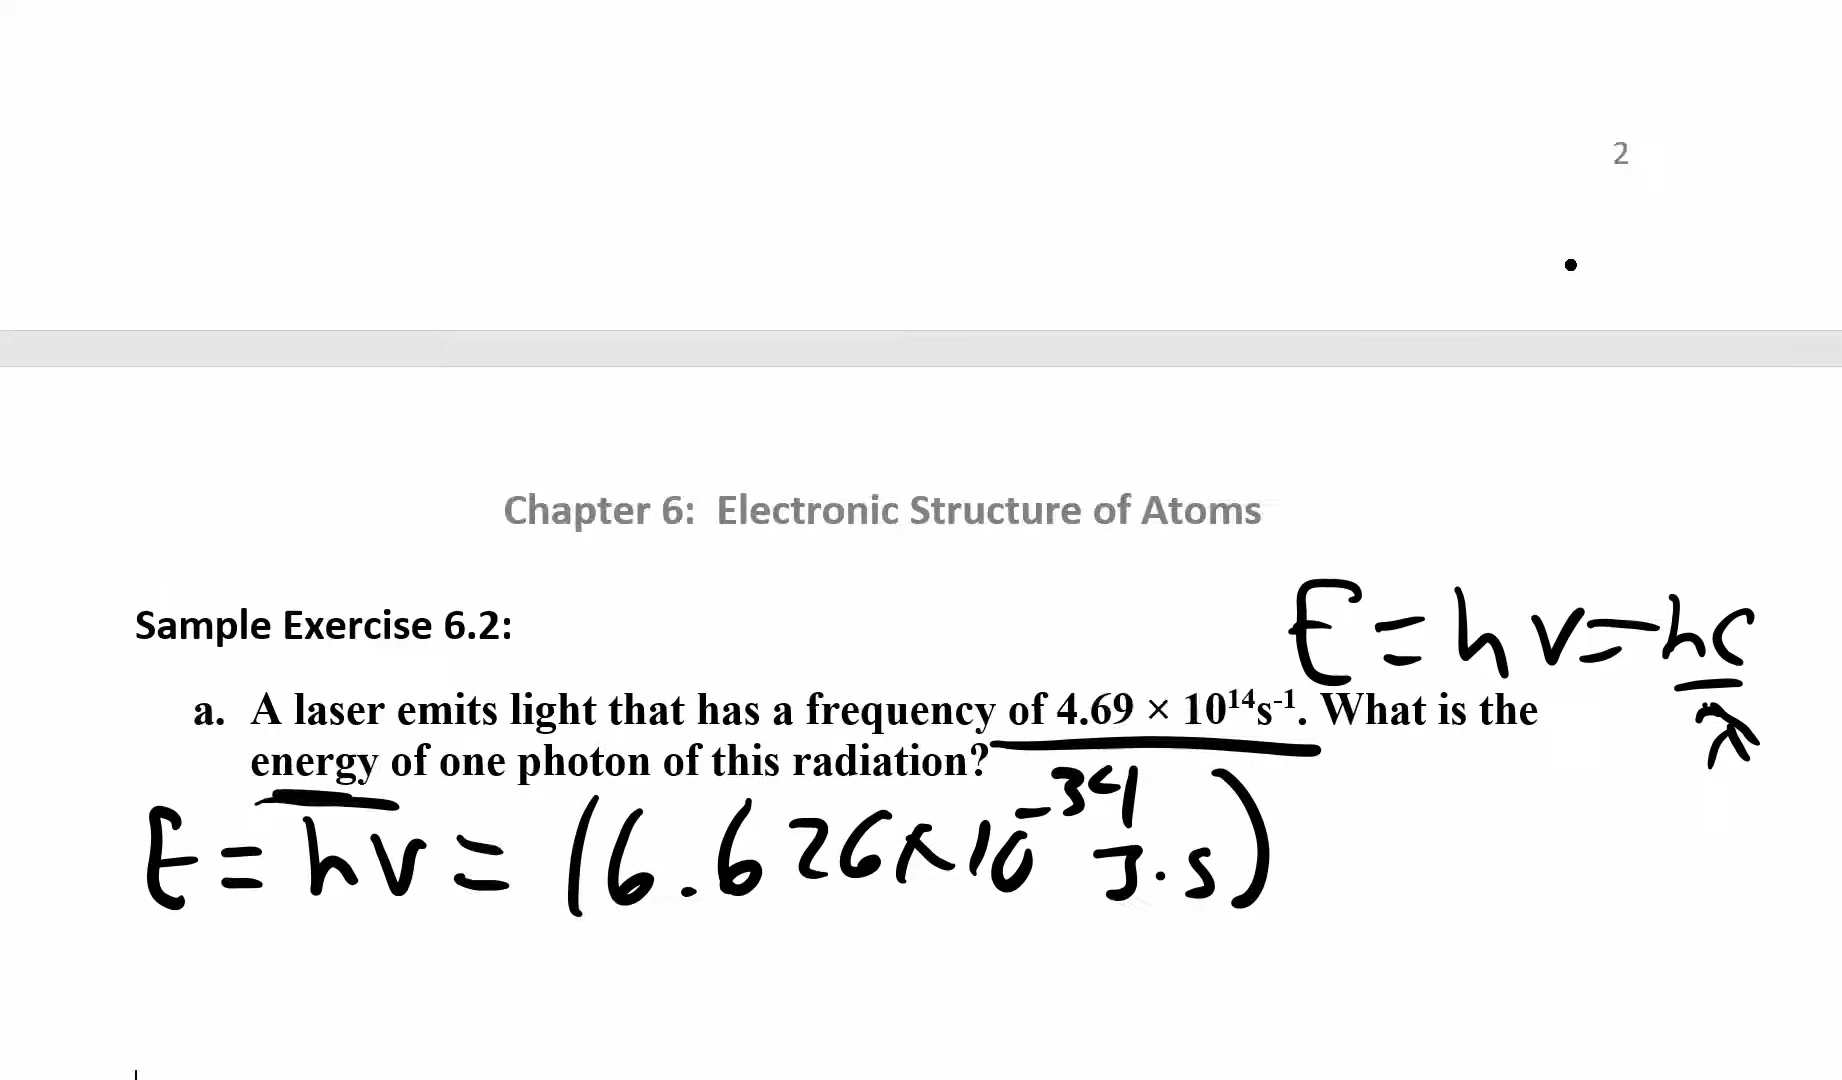 2
Chapter 6: Electronic Structure of Atoms
Sample Exercise 6.2:
E = hν = hc/λ
a. A laser emits light that has a frequency of 4.69 × 10¹⁴s⁻¹. What is the
energy of one photon of this radiation?
E = hν = (6.626×10⁻³⁴ J·s)